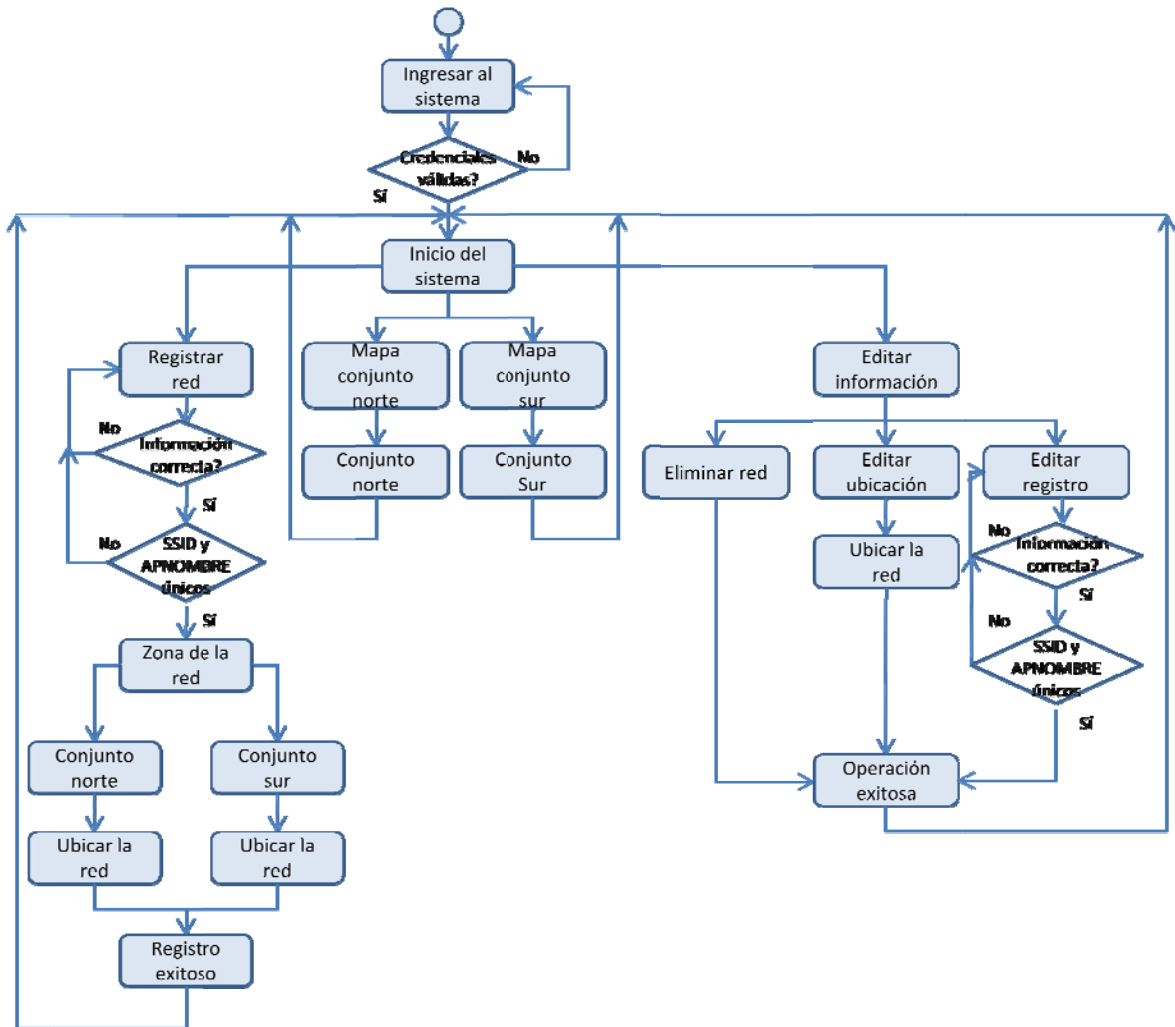 Ingresar al
sistema
Credenciales
válidas?
No
Sí
Inicio del
sistema
Registrar
red
No
Información
correcta?
Sí
No
SSID y
APNOMBRE
únicos
Sí
Zona de la
red
Conjunto
norte
Conjunto
sur
Ubicar la
red
Ubicar la
red
Registro
exitoso
Mapa
conjunto
norte
Mapa
conjunto
sur
Conjunto
norte
Conjunto
Sur
Editar
información
Eliminar red
Editar
ubicación
Editar
registro
Ubicar la
red
No
Información
correcta?
Sí
No
SSID y
APNOMBRE
únicos
Sí
Operación
exitosa